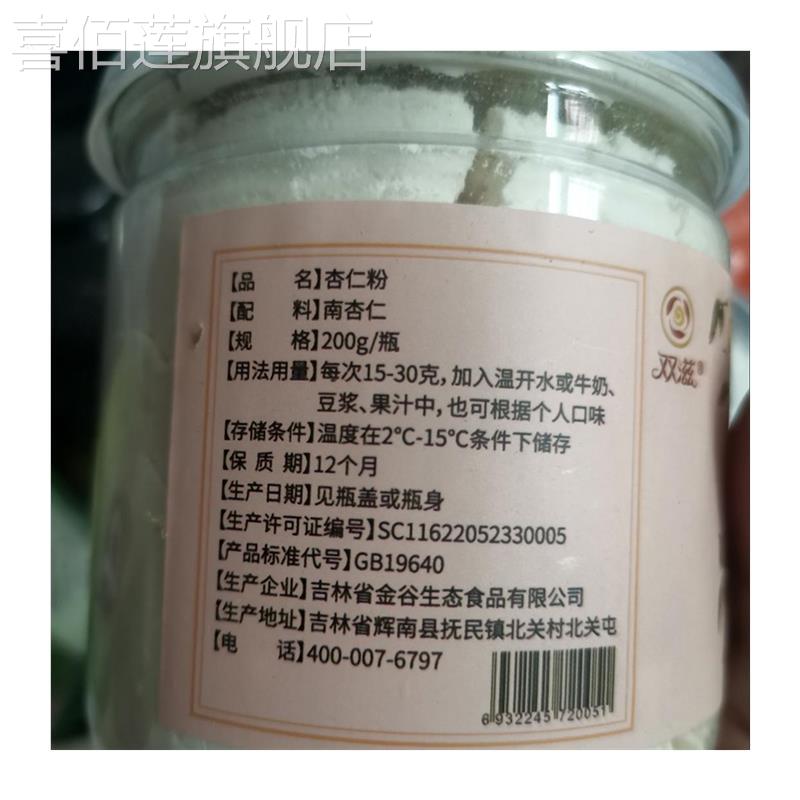 喜佰莲旗舰店
【品 名】杏仁粉
【配 料】南杏仁
【规 格】200g/瓶
【用法用量】每次15-30克,加入温开水或牛奶、
豆浆、果汁中,也可根据个人口味
【存储条件】温度在2℃-15℃条件下储存
【保 质 期】12个月
【生产日期】见瓶盖或瓶身
【生产许可证编号】SC11622052330005
【产品标准代号】GB19640
【生产企业】吉林省金谷生态食品有限公司
【生产地址】吉林省辉南县抚民镇北关村北关屯
【电 话】400-007-6797
6932245720051
双滋®